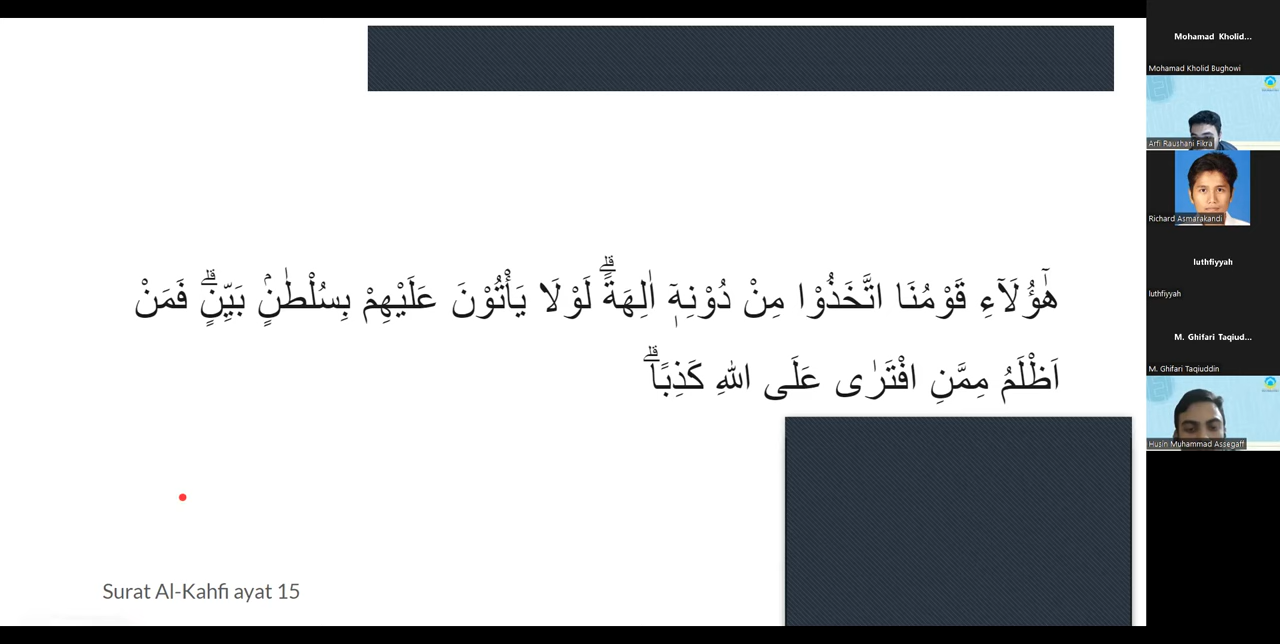 هٰٓؤُلَاۤءِ قَوْمُنَا اتَّخَذُوْا مِنْ دُوْنِهٖٓ اٰلِهَةًۗ لَوْلَا يَأْتُوْنَ عَلَيْهِمْ بِسُلْطٰنٍۢ بَيِّنٍۗ فَمَنْ
اَظْلَمُ مِمَّنِ افْتَرٰى عَلَى اللّٰهِ كَذِبًاۗ
Surat Al-Kahfi ayat 15
Mohamad Kholid...
Mohamad Kholid Bughowi
Arfi Raushani Fikra
Richard Asmarakandi
luthfiyyah
luthfiyyah
M. Ghifari Taqiud...
M. Ghifari Taqiuddin
Husin Muhammad Assegaff